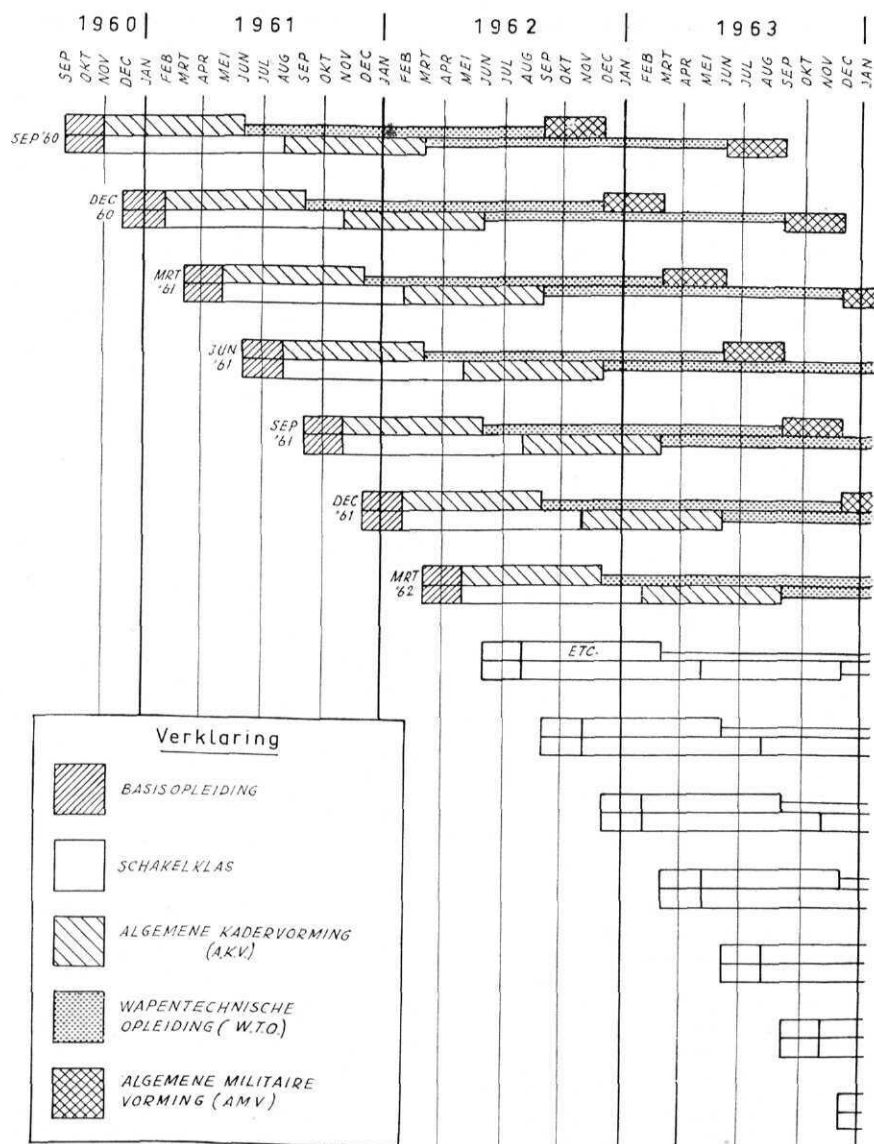 1960 1961 1962 1963
SEP OKT NOV DEC JAN FEB MRT APR MEI JUN JUL AUG SEP OKT NOV DEC JAN FEB MRT APR MEI JUN JUL AUG SEP OKT NOV DEC JAN FEB MRT APR MEI JUN JUL AUG SEP OKT NOV DEC JAN
SEP '60
DEC
'60
MRT
'61
JUN
'61
SEP
'61
DEC
'61
MRT
'62
ETC.
Verklaring
BASISOPLEIDING
SCHAKELKLAS
ALGEMENE KADERVORMING
(A.K.V.)
WAPENTECHNISCHE
OPLEIDING ( W.T.O.)
ALGEMENE MILITAIRE
VORMING (AMV)